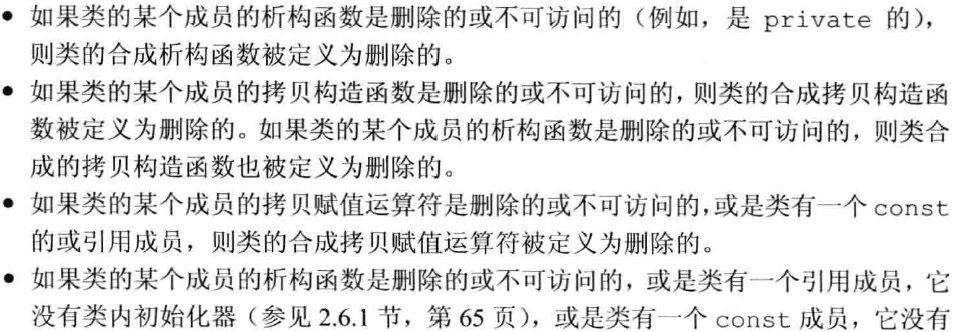 • 如果类的某个成员的析构函数是删除的或不可访问的（例如，是 private 的），
则类的合成析构函数被定义为删除的。
• 如果类的某个成员的拷贝构造函数是删除的或不可访问的，则类的合成拷贝构造函
数被定义为删除的。如果类的某个成员的析构函数是删除的或不可访问的，则类合
成的拷贝构造函数也被定义为删除的。
• 如果类的某个成员的拷贝赋值运算符是删除的或不可访问的，或是类有一个 const
的或引用成员，则类的合成拷贝赋值运算符被定义为删除的。
• 如果类的某个成员的析构函数是删除的或不可访问的，或是类有一个引用成员，它
没有类内初始化器（参见 2.6.1 节，第 65 页），或是类有一个 const 成员，它没有